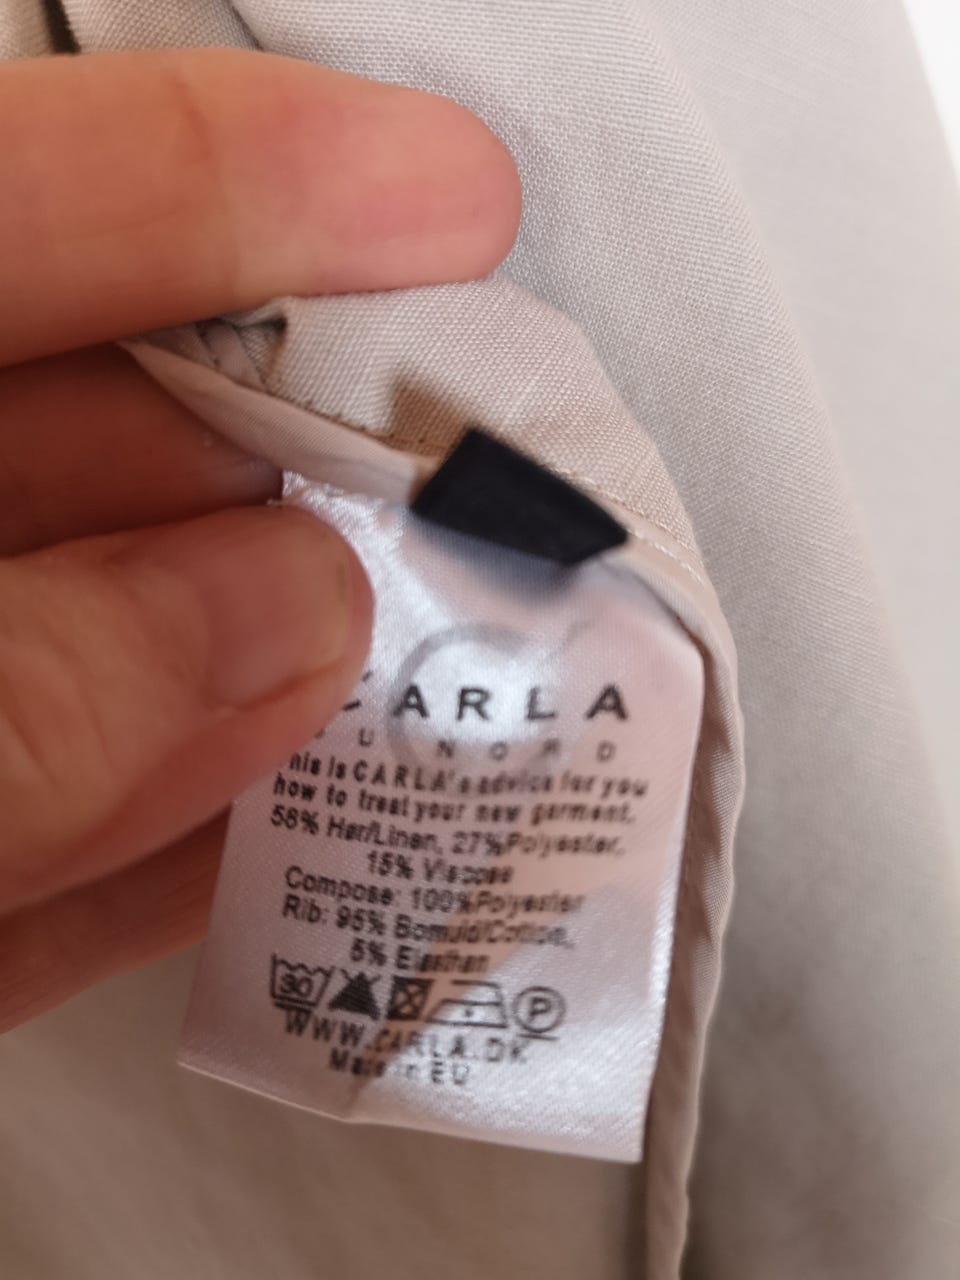 CARLA
DU NORD
This is CARLA's advice for you
how to treat your new garment.
58% Hør/Linen, 27%Polyester,
15% Viscose
Compose: 100%Polyester
Rib: 95% Bomuld/Cotton,
5% Elasthan
30 P
WWW.CARLA.DK
Made in EU